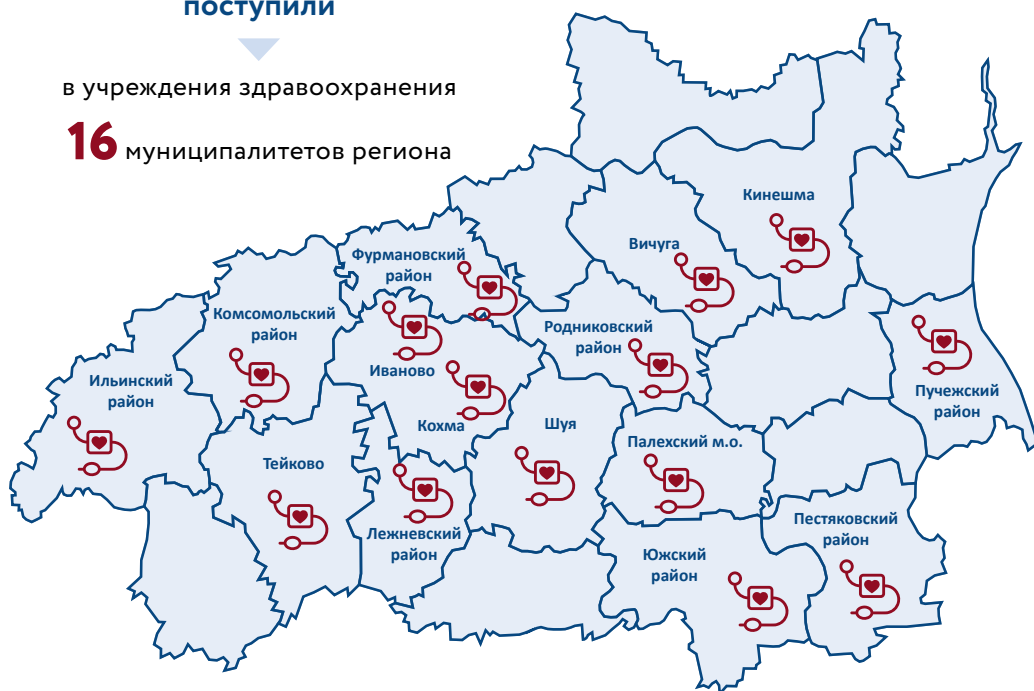 поступили
в учреждения здравоохранения
16 муниципалитетов региона
Кинешма
Вичуга
Фурмановский
район
Комсомольский
район
Родниковский
район
Иваново
Ильинский
район
Пучежский
район
Кохма
Шуя
Палехский м.о.
Тейково
Лежневский
район
Пестяковский
район
Южский
район